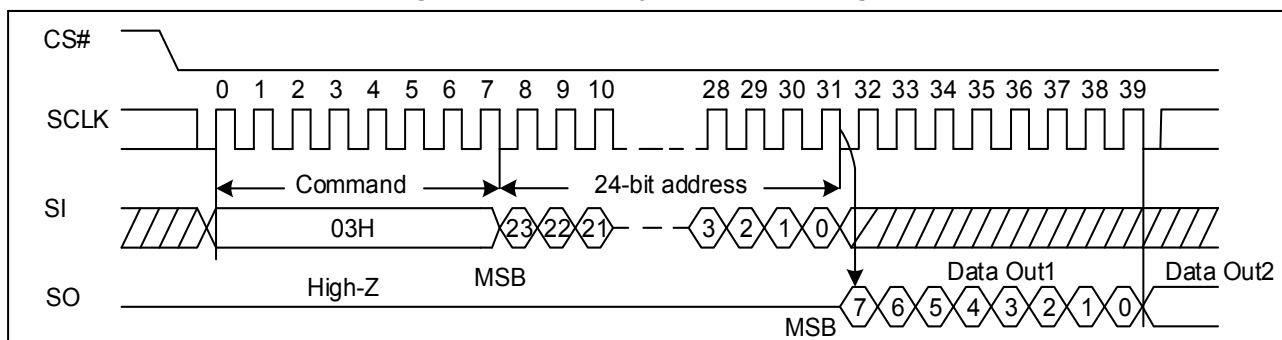 CS#
0 1 2 3 4 5 6 7 8 9 10 28 29 30 31 32 33 34 35 36 37 38 39
SCLK
Command 24-bit address
SI
03H 23 22 21 3 2 1 0
High-Z MSB Data Out1 Data Out2
SO
7 6 5 4 3 2 1 0
MSB